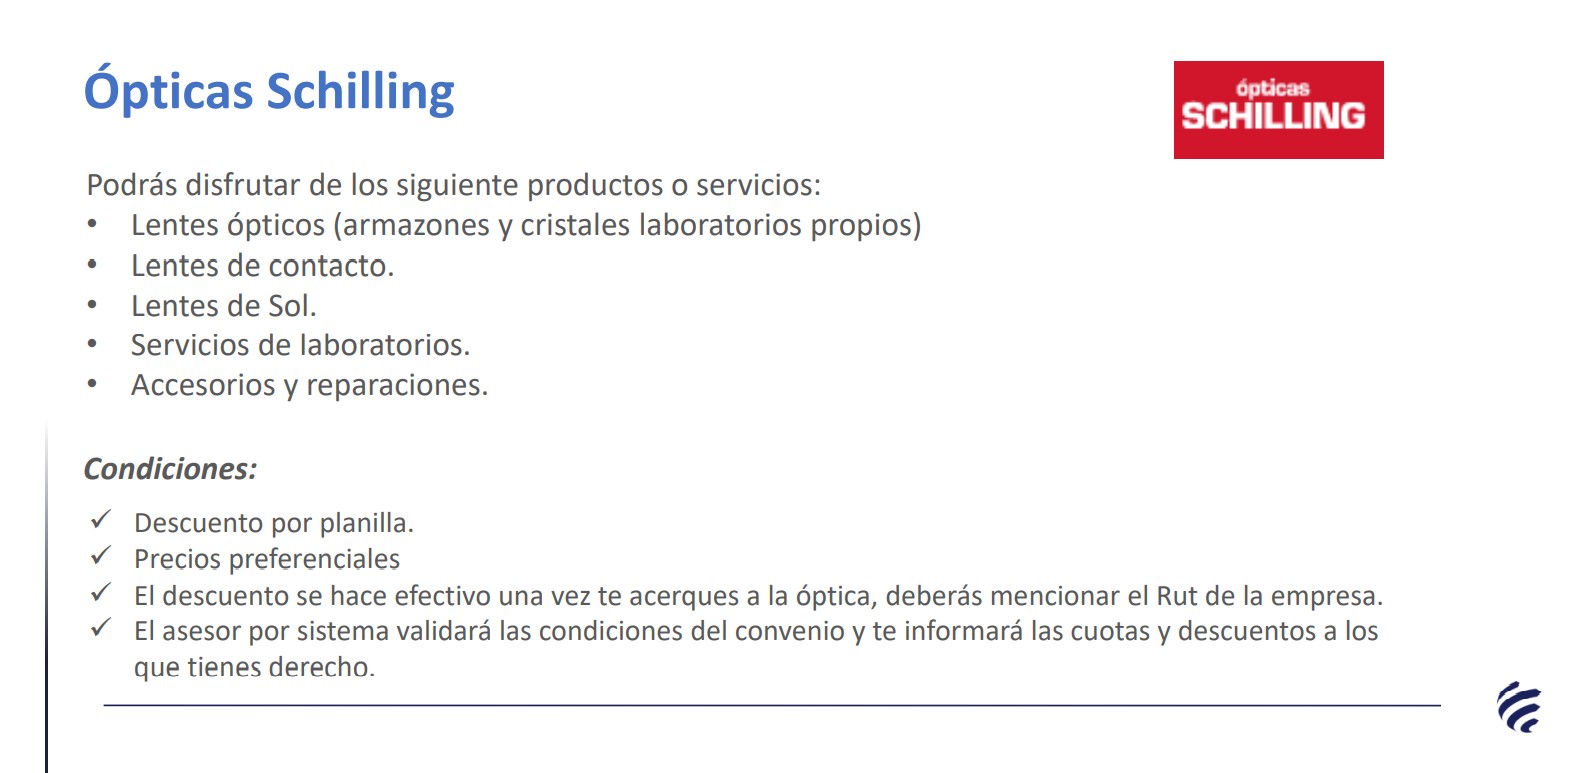 Ópticas Schilling
ópticas
SCHILLING
Podrás disfrutar de los siguiente productos o servicios:
• Lentes ópticos (armazones y cristales laboratorios propios)
• Lentes de contacto.
• Lentes de Sol.
• Servicios de laboratorios.
• Accesorios y reparaciones.
Condiciones:
✓ Descuento por planilla.
✓ Precios preferenciales
✓ El descuento se hace efectivo una vez te acerques a la óptica, deberás mencionar el Rut de la empresa.
✓ El asesor por sistema validará las condiciones del convenio y te informará las cuotas y descuentos a los
que tienes derecho.